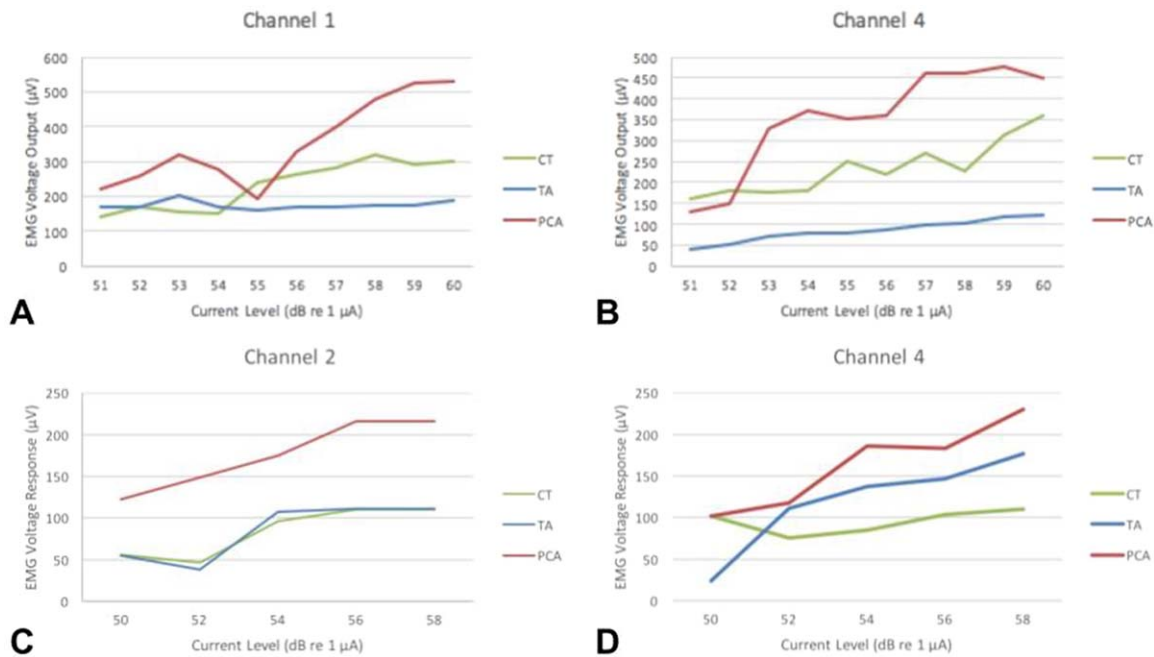 Channel 1
EMG Voltage Output (µV)
600
500
400
300
200
100
0
51 52 53 54 55 56 57 58 59 60
Current Level (dB re 1 µA)
CT
TA
PCA
A
Channel 4
EMG Voltage Output (µV)
500
450
400
350
300
250
200
150
100
50
0
51 52 53 54 55 56 57 58 59 60
Current Level (dB re 1 µA)
CT
TA
PCA
B
Channel 2
EMG Voltage Response (µV)
250
200
150
100
50
0
50 52 54 56 58
Current Level (dB re 1 µA)
CT
TA
PCA
C
Channel 4
EMG Voltage Response (µV)
250
200
150
100
50
0
50 52 54 56 58
Current Level (dB re 1 µA)
CT
TA
PCA
D